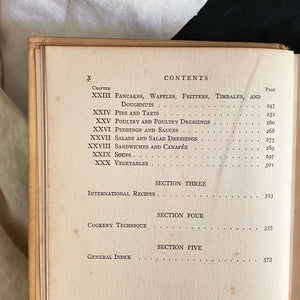 x CONTENTS
Chapter Page
XXIII Pancakes, Waffles, Fritters, Timbales, and
Doughnuts . . . . . . . . . . . . 247
XXIV Pies and Tarts . . . . . . . . . . . . 251
XXV Poultry and Poultry Dressings . . . . . . 260
XXVI Puddings and Sauces . . . . . . . . . . 268
XXVII Salads and Salad Dressings . . . . . . . 275
XXVIII Sandwiches and Canapés . . . . . . . . 289
XXIX Soups . . . . . . . . . . . . . . . 297
XXX Vegetables . . . . . . . . . . . . . 301
SECTION THREE
International Recipes . . . . . . . . . . . 323
SECTION FOUR
Cookery Technique . . . . . . . . . . . . 355
SECTION FIVE
General Index . . . . . . . . . . . . . . 373